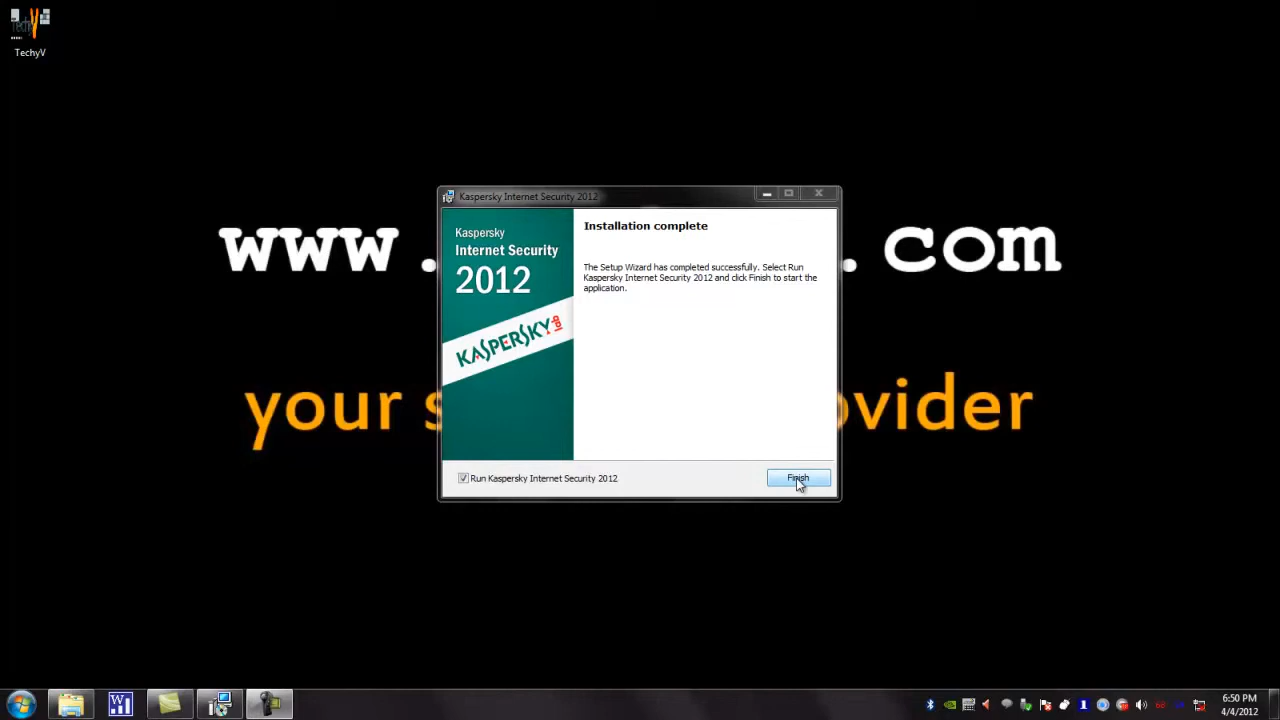 TechyV
Kaspersky Internet Security 2012
Kaspersky
Internet Security
2012
KASPERSKY lab
Installation complete
The Setup Wizard has completed successfully. Select Run
Kaspersky Internet Security 2012 and click Finish to start the
application.
www.
.com
your s
ovider
Run Kaspersky Internet Security 2012
Finish
6:50 PM
4/4/2012